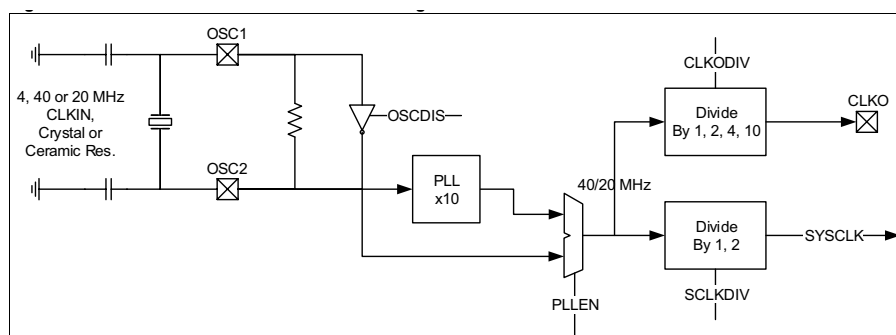 OSC1
CLKODIV
4, 40 or 20 MHz
CLKIN,
Crystal or
Ceramic Res.
OSCDIS
Divide
By 1, 2, 4, 10
CLKO
OSC2
PLL
x10
40/20 MHz
Divide
By 1, 2
SYSCLK
PLLEN
SCLKDIV